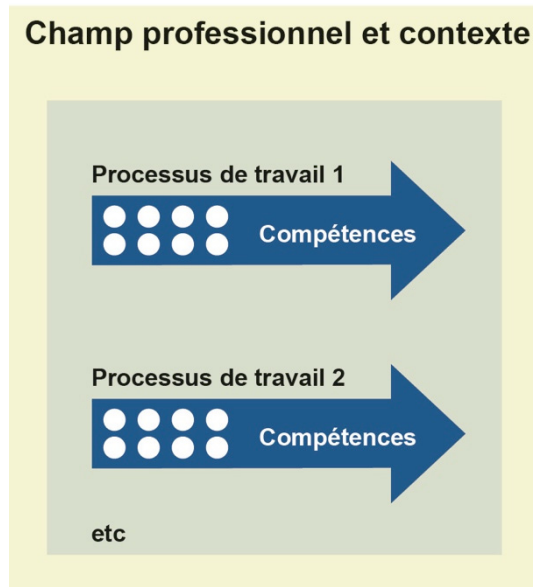 Champ professionnel et contexte
Processus de travail 1
Compétences
Processus de travail 2
Compétences
etc